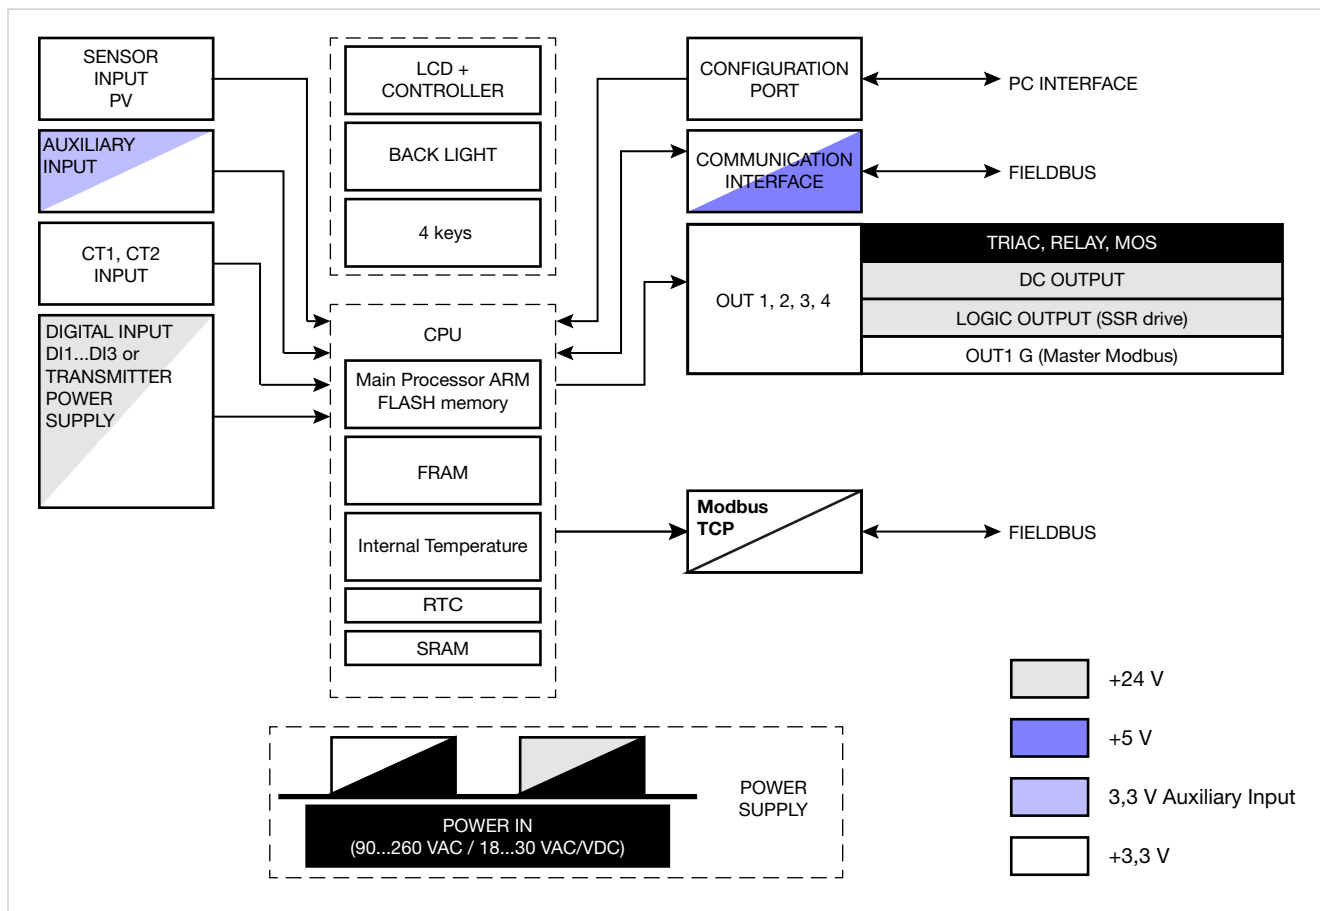 SENSOR
INPUT
PV
AUXILIARY
INPUT
CT1, CT2
INPUT
DIGITAL INPUT
DI1...DI3 or
TRANSMITTER
POWER
SUPPLY
LCD +
CONTROLLER
BACK LIGHT
4 keys
CPU
Main Processor ARM
FLASH memory
FRAM
Internal Temperature
RTC
SRAM
CONFIGURATION
PORT
PC INTERFACE
COMMUNICATION
INTERFACE
FIELDBUS
OUT 1, 2, 3, 4
TRIAC, RELAY, MOS
DC OUTPUT
LOGIC OUTPUT (SSR drive)
OUT1 G (Master Modbus)
Modbus
TCP
FIELDBUS
POWER IN
(90...260 VAC / 18...30 VAC/VDC)
POWER
SUPPLY
+24 V
+5 V
3,3 V Auxiliary Input
+3,3 V